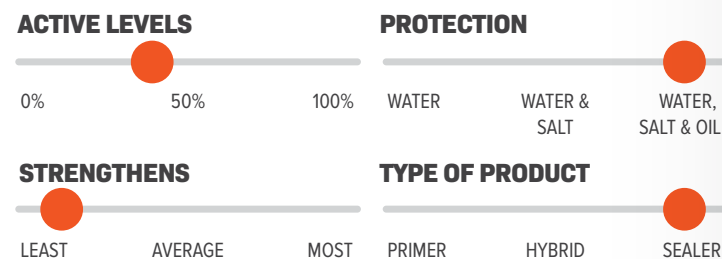 ACTIVE LEVELS
0% 50% 100%
PROTECTION
WATER WATER & SALT WATER, SALT & OIL
STRENGTHENS
LEAST AVERAGE MOST
TYPE OF PRODUCT
PRIMER HYBRID SEALER